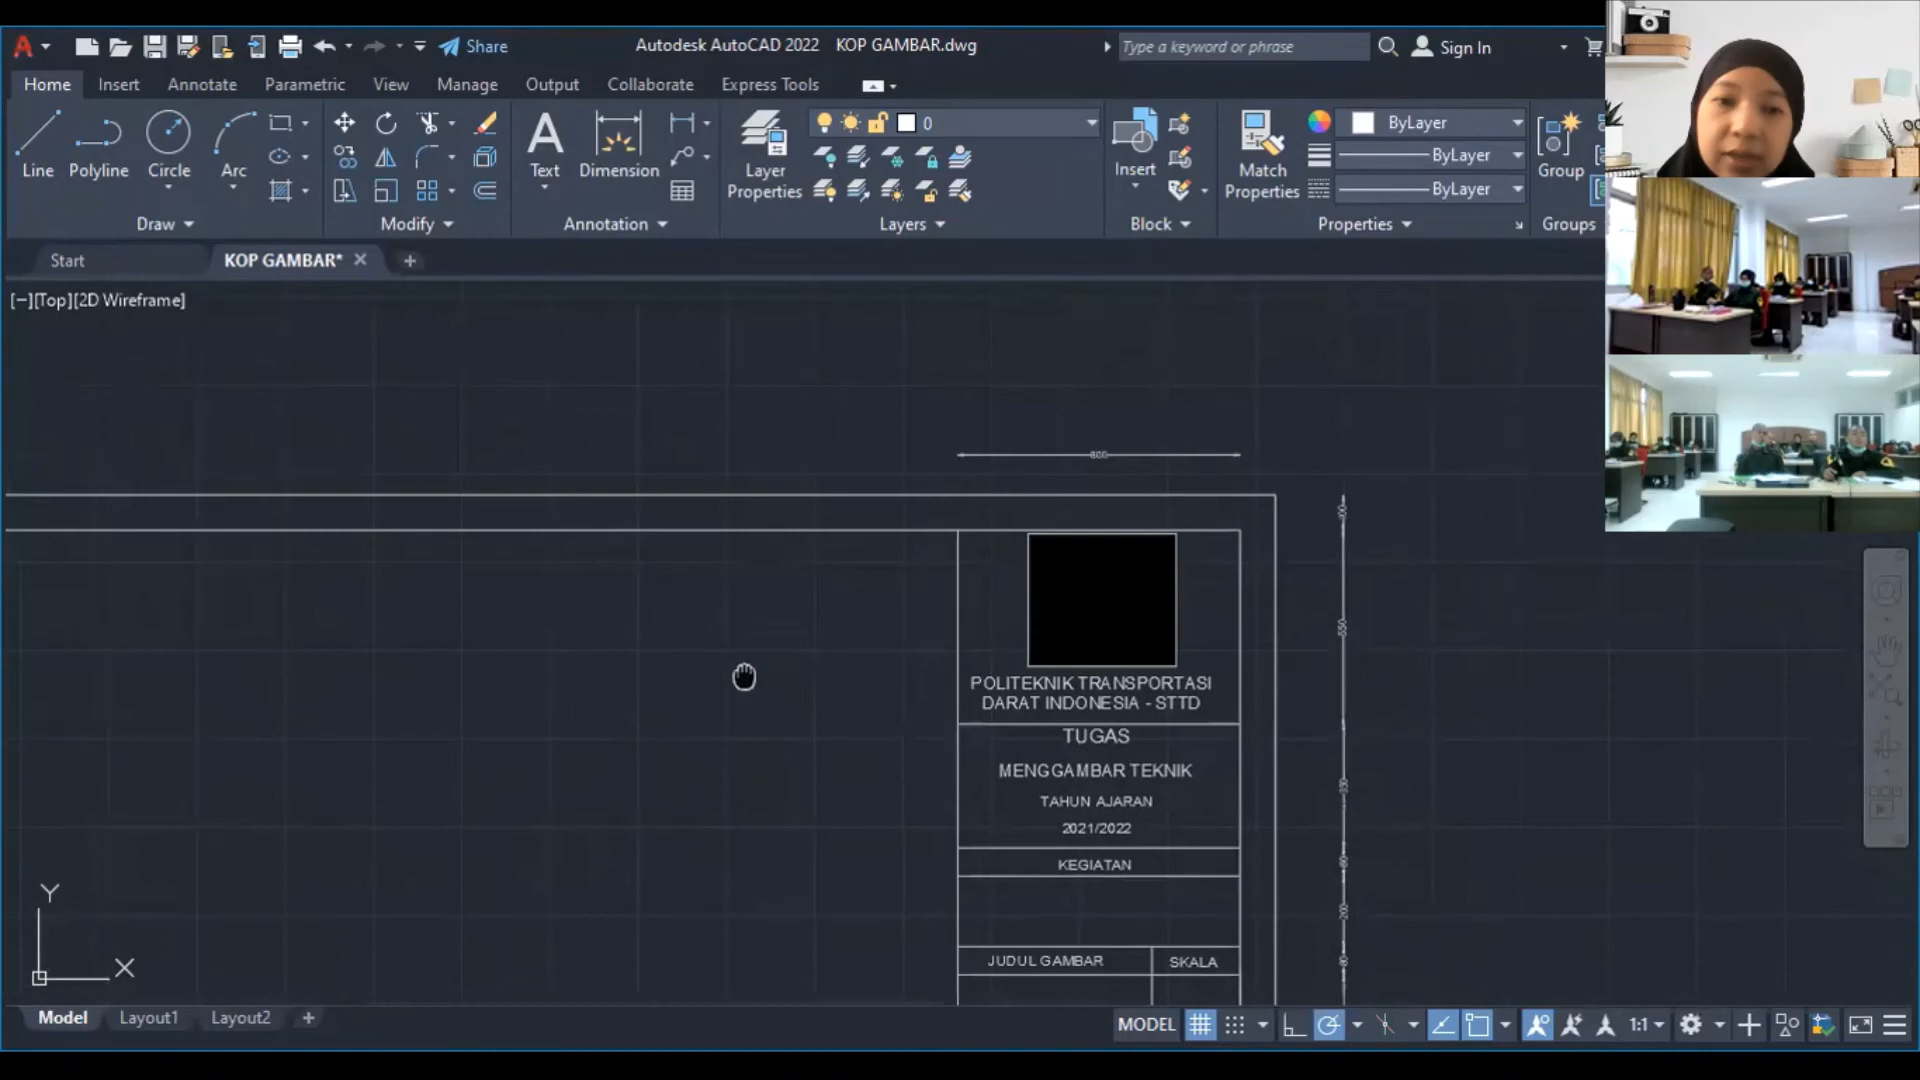 Share
Autodesk AutoCAD 2022 KOP GAMBAR.dwg
Type a keyword or phrase
Sign In
Home Insert Annotate Parametric View Manage Output Collaborate Express Tools
0
ByLayer
Line Polyline Circle Arc
Text Dimension
Layer Properties
Insert
Match Properties
ByLayer
Group
ByLayer
Draw Modify Annotation Layers Block Properties Groups
Start KOP GAMBAR*
[−][Top][2D Wireframe]
800
POLITEKNIK TRANSPORTASI
DARAT INDONESIA - STTD
TUGAS
MENGGAMBAR TEKNIK
TAHUN AJARAN
2021/2022
KEGIATAN
JUDUL GAMBAR SKALA
Y
X
Model Layout1 Layout2
MODEL 1:1